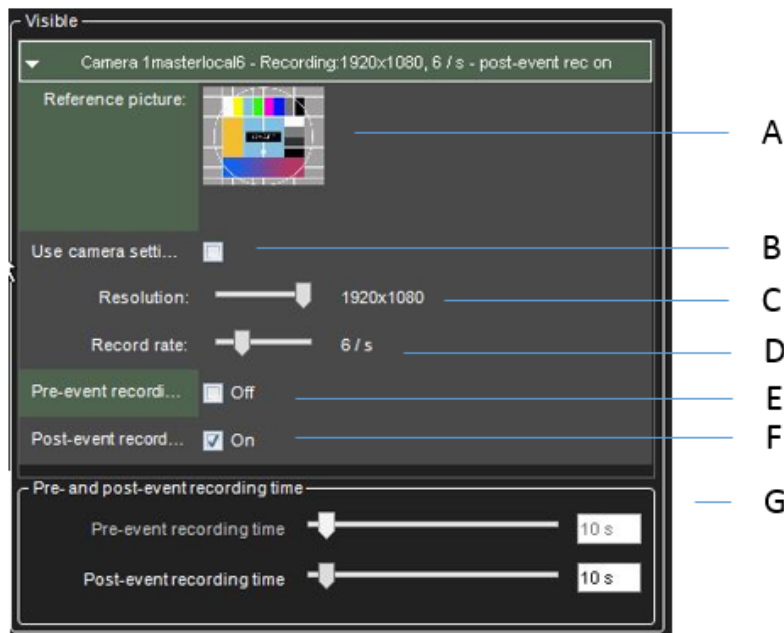 Visible
Camera 1masterlocal6 - Recording:1920x1080, 6 / s - post-event rec on
Reference picture:
A
Use camera setti...
B
Resolution: 1920x1080
C
Record rate: 6 / s
D
Pre-event recordi... Off
E
Post-event record... On
F
Pre- and post-event recording time
G
Pre-event recording time 10 s
Post-event recording time 10 s